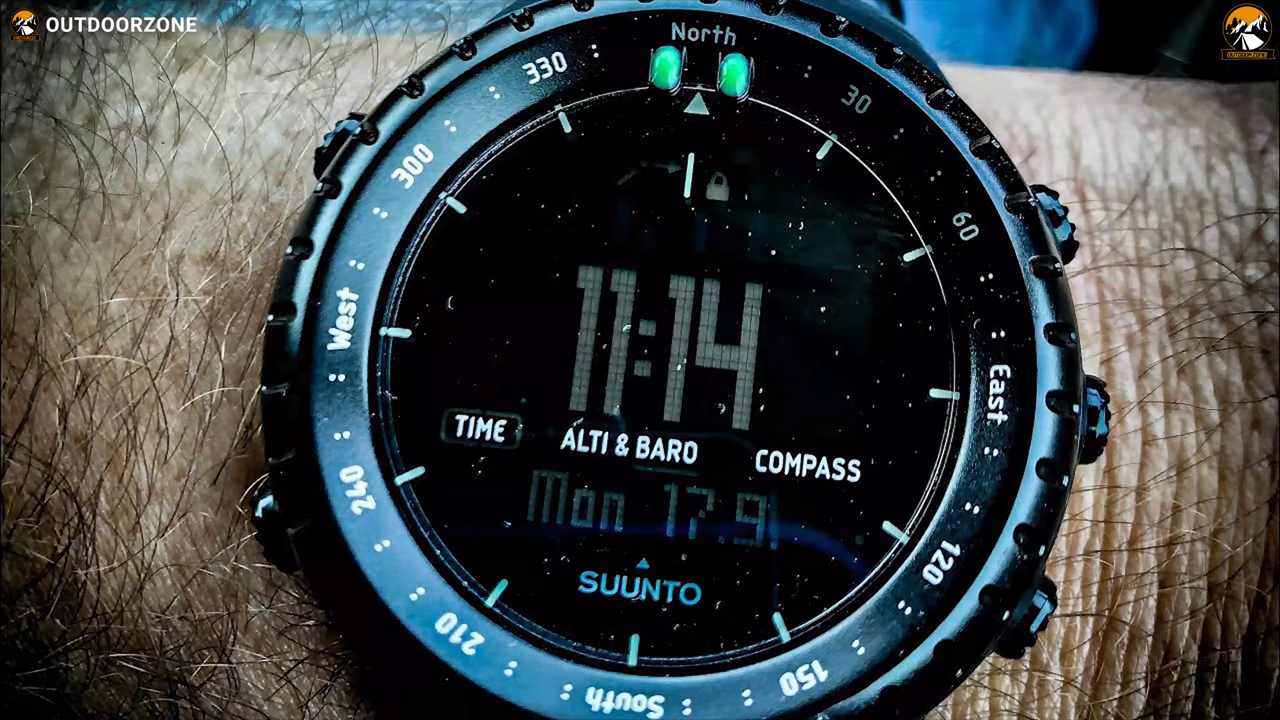 OUTDOORZONE
OUTDOORZONE
North
330
30
300
60
West
East
11:14
TIME ALTI & BARO COMPASS
Mon 17.9
240
120
SUUNTO
210
150
South